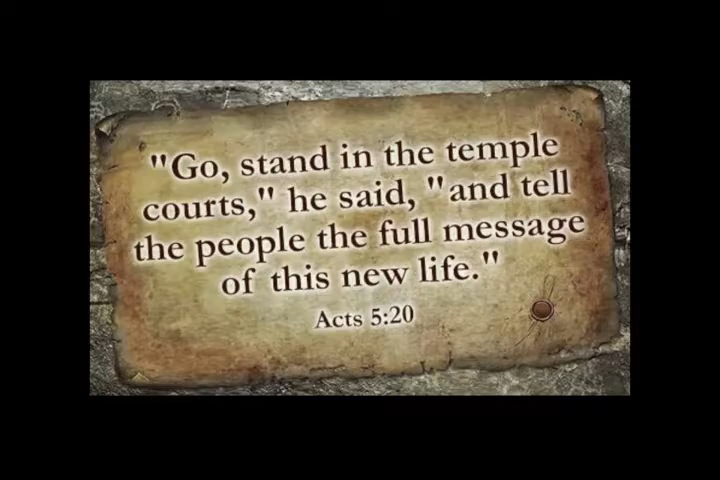 "Go, stand in the temple
courts," he said, "and tell
the people the full message
of this new life."
Acts 5:20